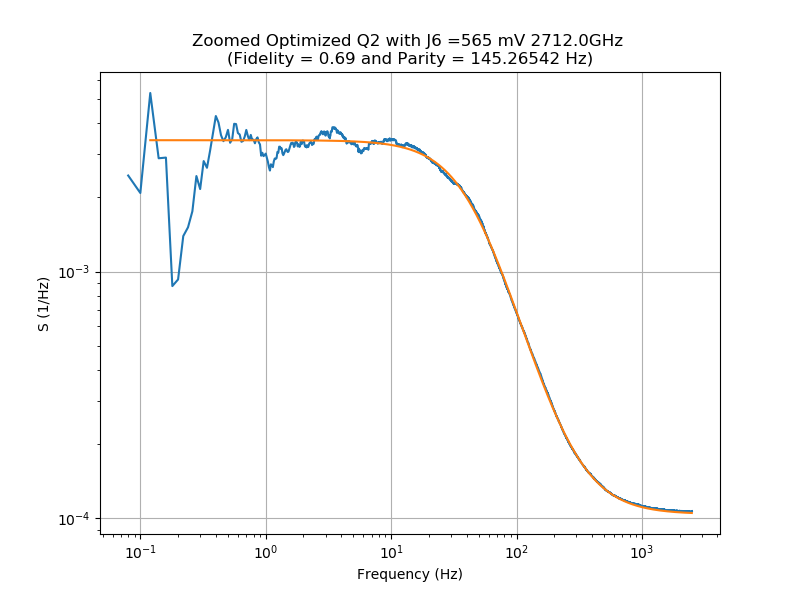 Zoomed Optimized Q2 with J6 =565 mV 2712.0GHz
(Fidelity = 0.69 and Parity = 145.26542 Hz)
S (1/Hz)
10⁻³
10⁻⁴
10⁻¹ 10⁰ 10¹ 10² 10³
Frequency (Hz)